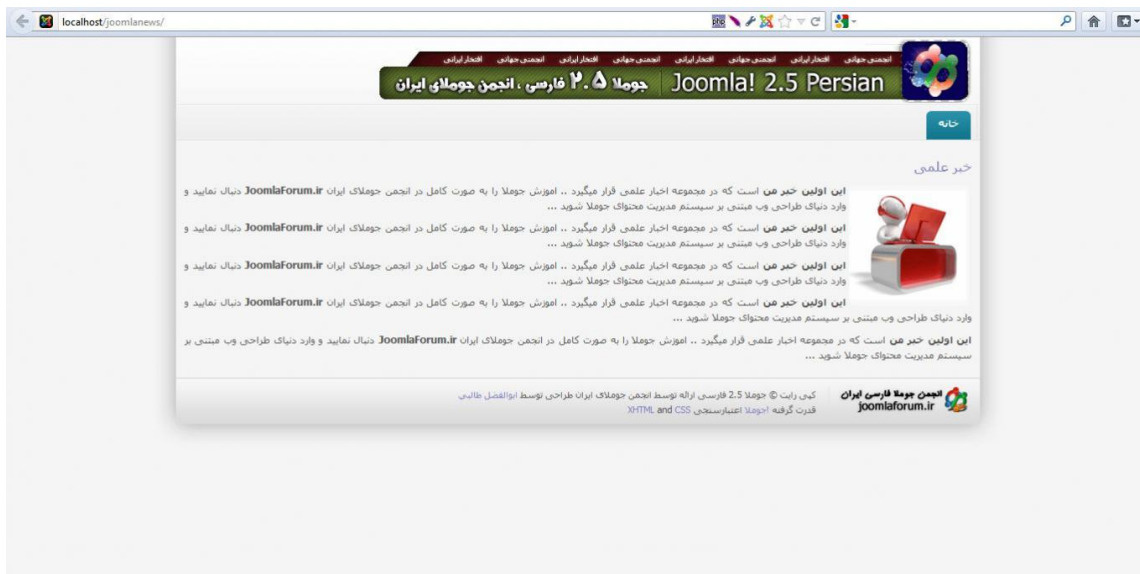 localhost/joomlanews/
انجمنی جهانی افتخار ایرانی انجمنی جهانی افتخار ایرانی انجمنی جهانی افتخار ایرانی انجمنی جهانی افتخار ایرانی
Joomla! 2.5 Persian جوملا ۲.۵ فارسی ، انجمن جوملای ایران
خانه
خبر علمی
این اولین خبر من است که در مجموعه اخبار علمی قرار میگیرد .. اموزش جوملا را به صورت کامل در انجمن جوملای ایران JoomlaForum.ir دنبال نمایید و
وارد دنیای طراحی وب مبتنی بر سیستم مدیریت محتوای جوملا شوید ...
این اولین خبر من است که در مجموعه اخبار علمی قرار میگیرد .. اموزش جوملا را به صورت کامل در انجمن جوملای ایران JoomlaForum.ir دنبال نمایید و
وارد دنیای طراحی وب مبتنی بر سیستم مدیریت محتوای جوملا شوید ...
این اولین خبر من است که در مجموعه اخبار علمی قرار میگیرد .. اموزش جوملا را به صورت کامل در انجمن جوملای ایران JoomlaForum.ir دنبال نمایید و
وارد دنیای طراحی وب مبتنی بر سیستم مدیریت محتوای جوملا شوید ...
این اولین خبر من است که در مجموعه اخبار علمی قرار میگیرد .. اموزش جوملا را به صورت کامل در انجمن جوملای ایران JoomlaForum.ir دنبال نمایید و
وارد دنیای طراحی وب مبتنی بر سیستم مدیریت محتوای جوملا شوید ...
این اولین خبر من است که در مجموعه اخبار علمی قرار میگیرد .. اموزش جوملا را به صورت کامل در انجمن جوملای ایران JoomlaForum.ir دنبال نمایید و وارد دنیای طراحی وب مبتنی بر
سیستم مدیریت محتوای جوملا شوید ...
انجمن جوملا فارسی ایران
joomlaforum.ir
کپی رایت © جوملا 2.5 فارسی ارائه توسط انجمن جوملای ایران طراحی توسط ابوالفضل طالبی
قدرت گرفته اجوملا! اعتبارسنجی XHTML and CSS